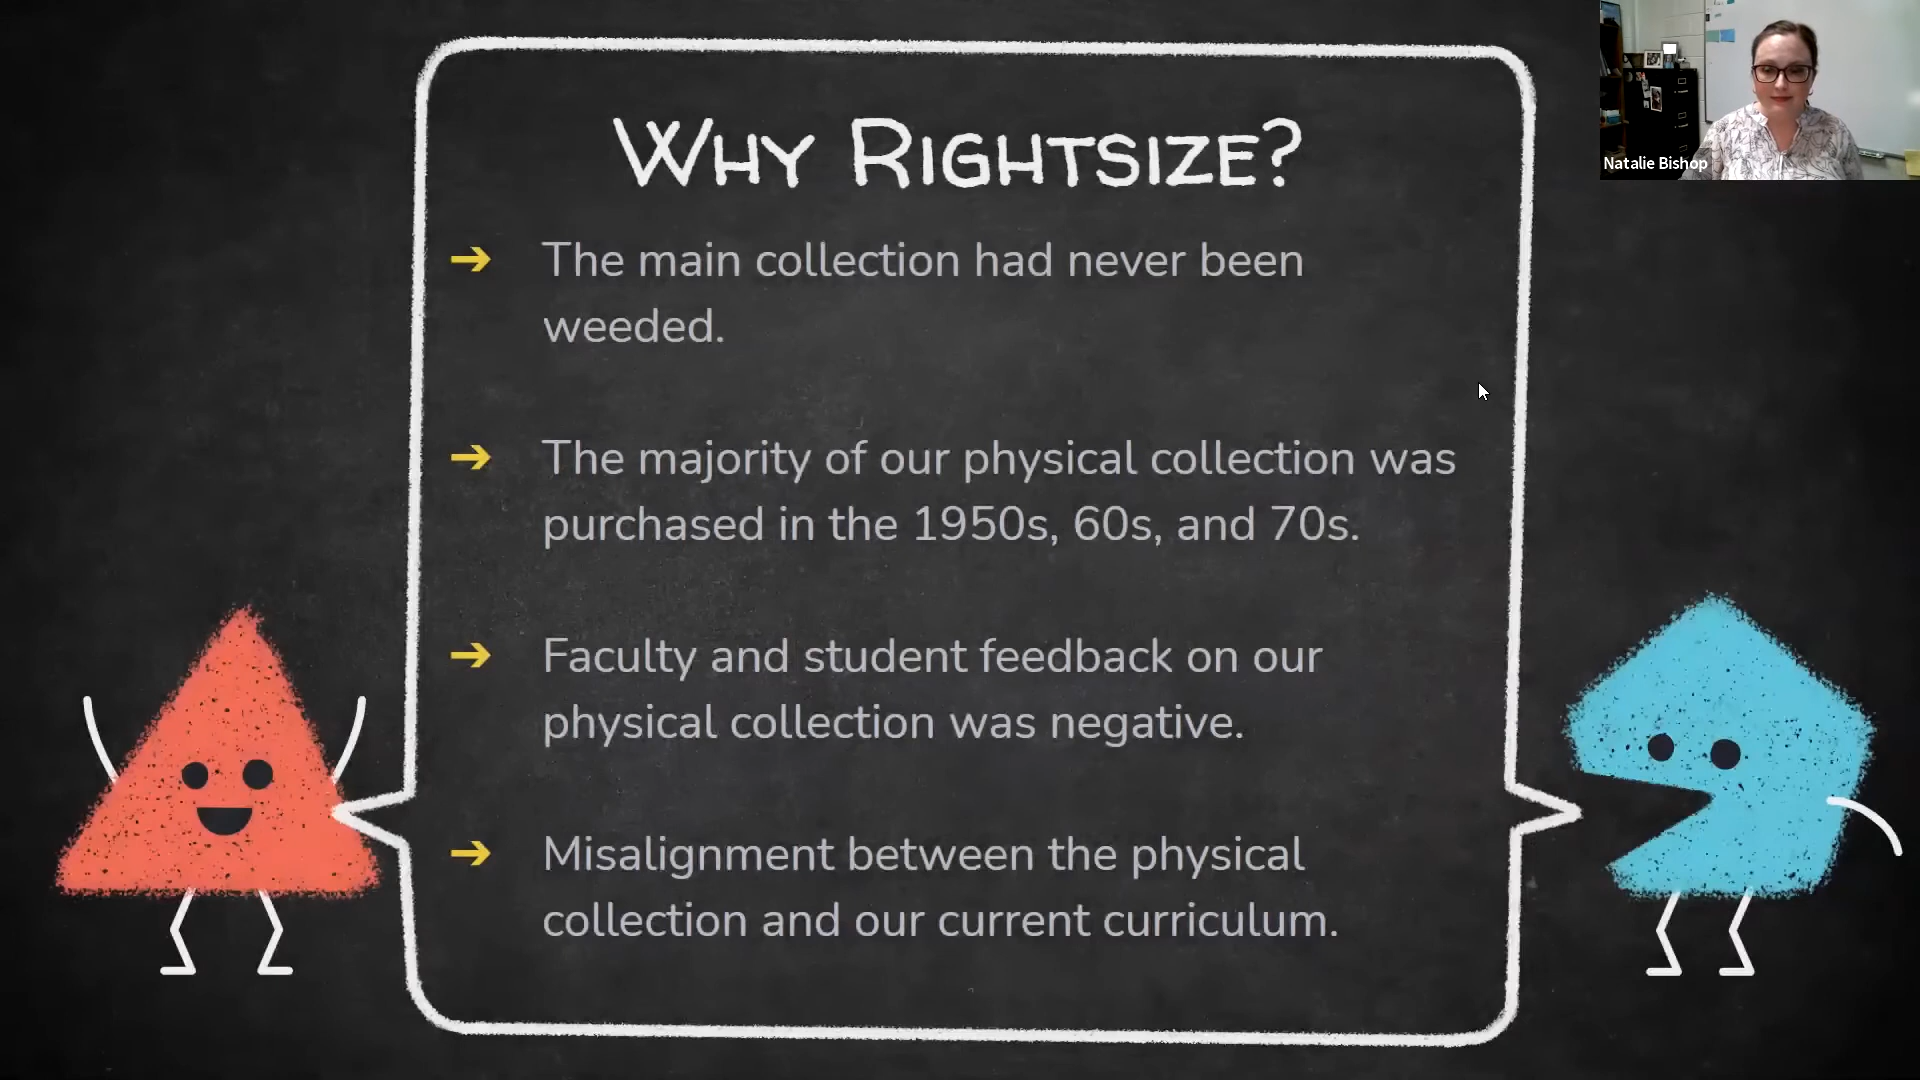 WHY RIGHTSIZE?
➔ The main collection had never been
weeded.
➔ The majority of our physical collection was
purchased in the 1950s, 60s, and 70s.
➔ Faculty and student feedback on our
physical collection was negative.
➔ Misalignment between the physical
collection and our current curriculum.
Natalie Bishop